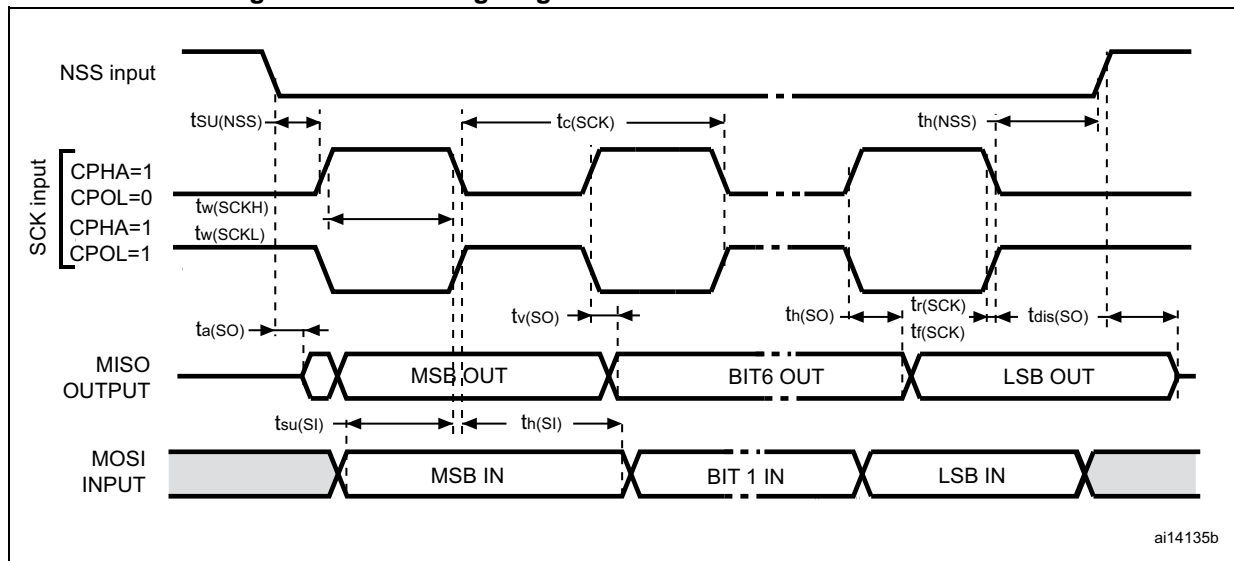 NSS input
tSU(NSS)
tc(SCK)
th(NSS)
SCK input
CPHA=1
CPOL=0
tw(SCKH)
CPHA=1
tw(SCKL)
CPOL=1
ta(SO)
tv(SO)
th(SO)
tr(SCK)
tf(SCK)
tdis(SO)
MISO
OUTPUT
MSB OUT
BIT6 OUT
LSB OUT
tsu(SI)
th(SI)
MOSI
INPUT
MSB IN
BIT 1 IN
LSB IN
ai14135b